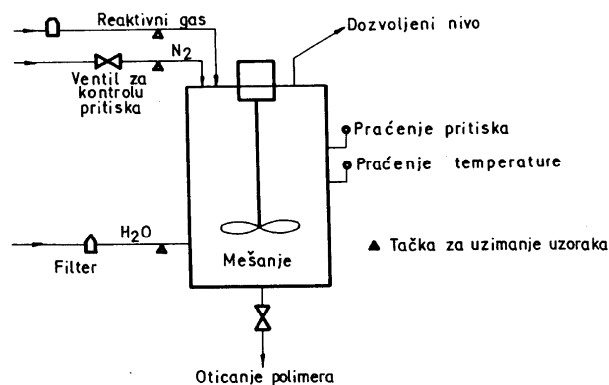 Reaktivni gas
Dozvoljeni nivo
N2
Ventil za
kontrolu
pritiska
Praćenje pritiska
Praćenje temperature
H2O
Filter
Mešanje
Tačka za uzimanje uzoraka
Oticanje polimera